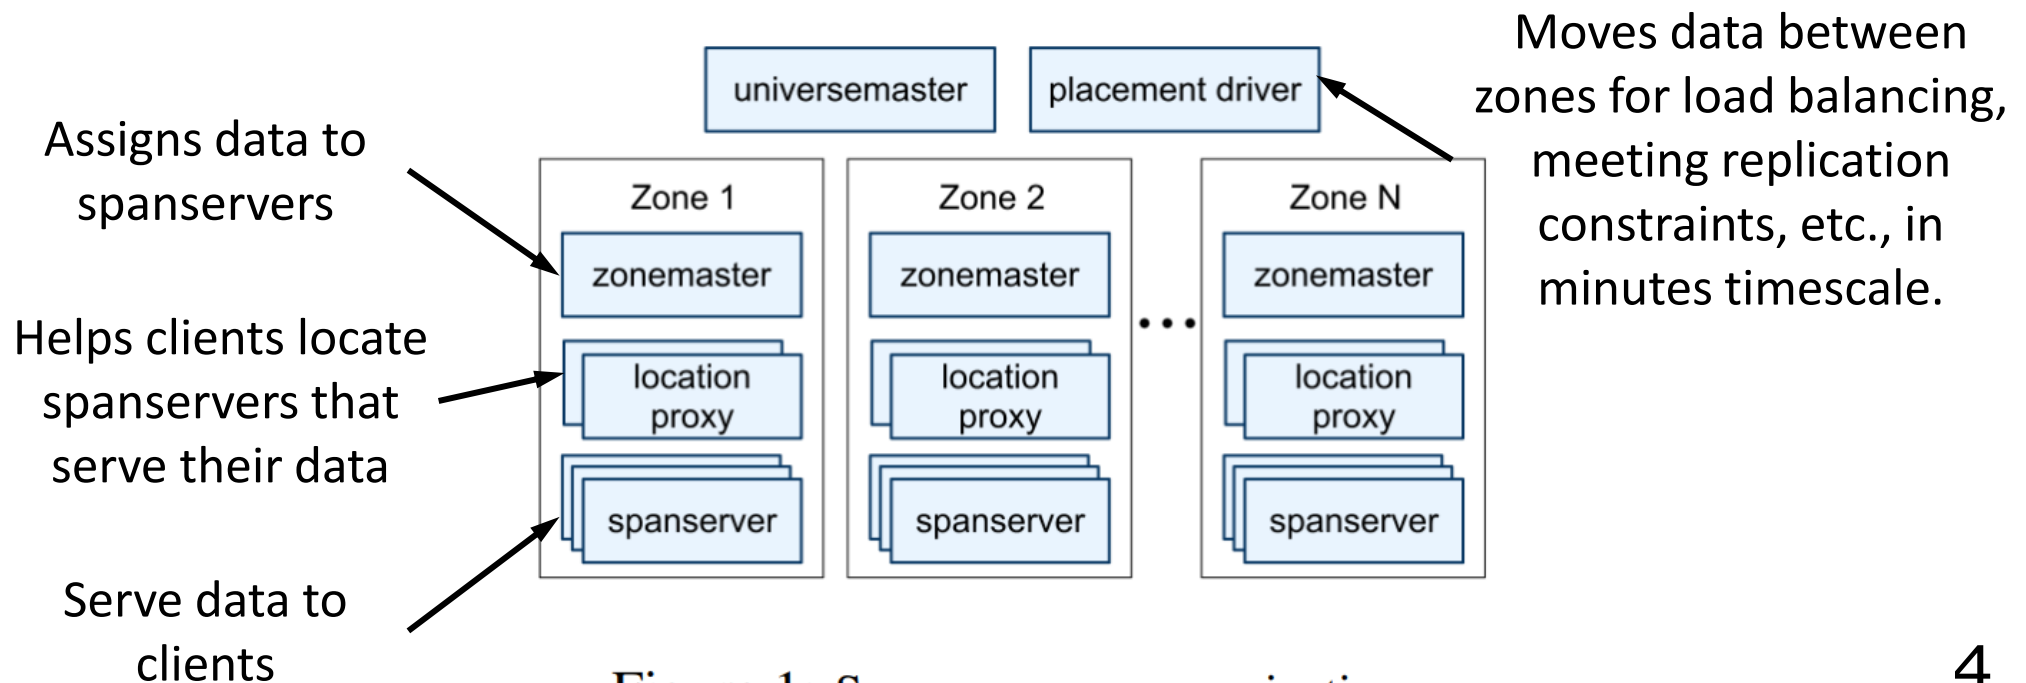 Moves data between
zones for load balancing,
meeting replication
constraints, etc., in
minutes timescale.
universemaster
placement driver
Assigns data to
spanservers
Helps clients locate
spanservers that
serve their data
Serve data to
clients
Zone 1
zonemaster
location
proxy
spanserver
Zone 2
zonemaster
location
proxy
spanserver
...
Zone N
zonemaster
location
proxy
spanserver
4